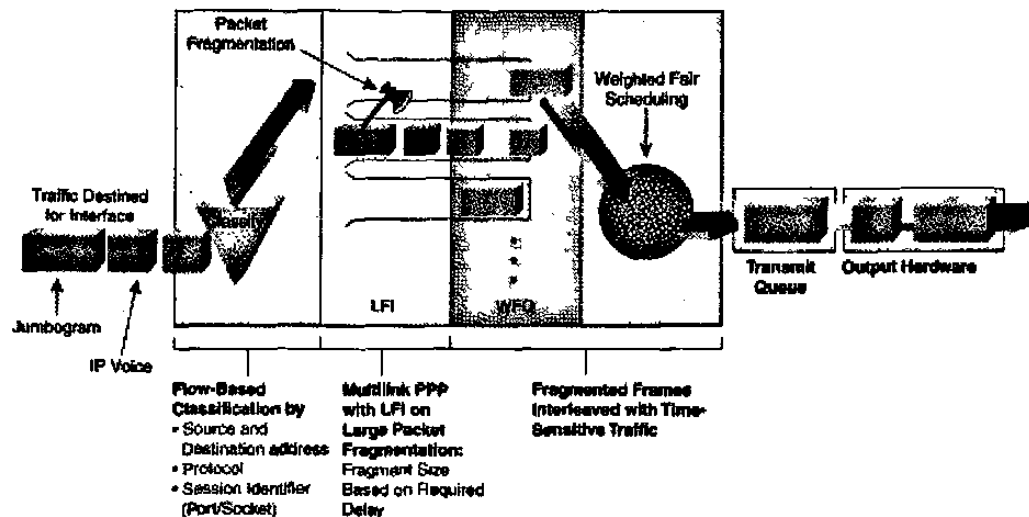 Packet
Fragmentation
Weighted Fair
Scheduling
Traffic Destined
for Interface
Classify
Transmit
Queue
Output Hardware
Jumbogram
LFI
WFQ
IP Voice
Flow-Based
Classification by
• Source and
Destination address
• Protocol
• Session Identifier
(Port/Socket)
Multilink PPP
with LFI on
Large Packet
Fragmentation:
Fragment Size
Based on Required
Delay
Fragmented Frames
Interleaved with Time-
Sensitive Traffic